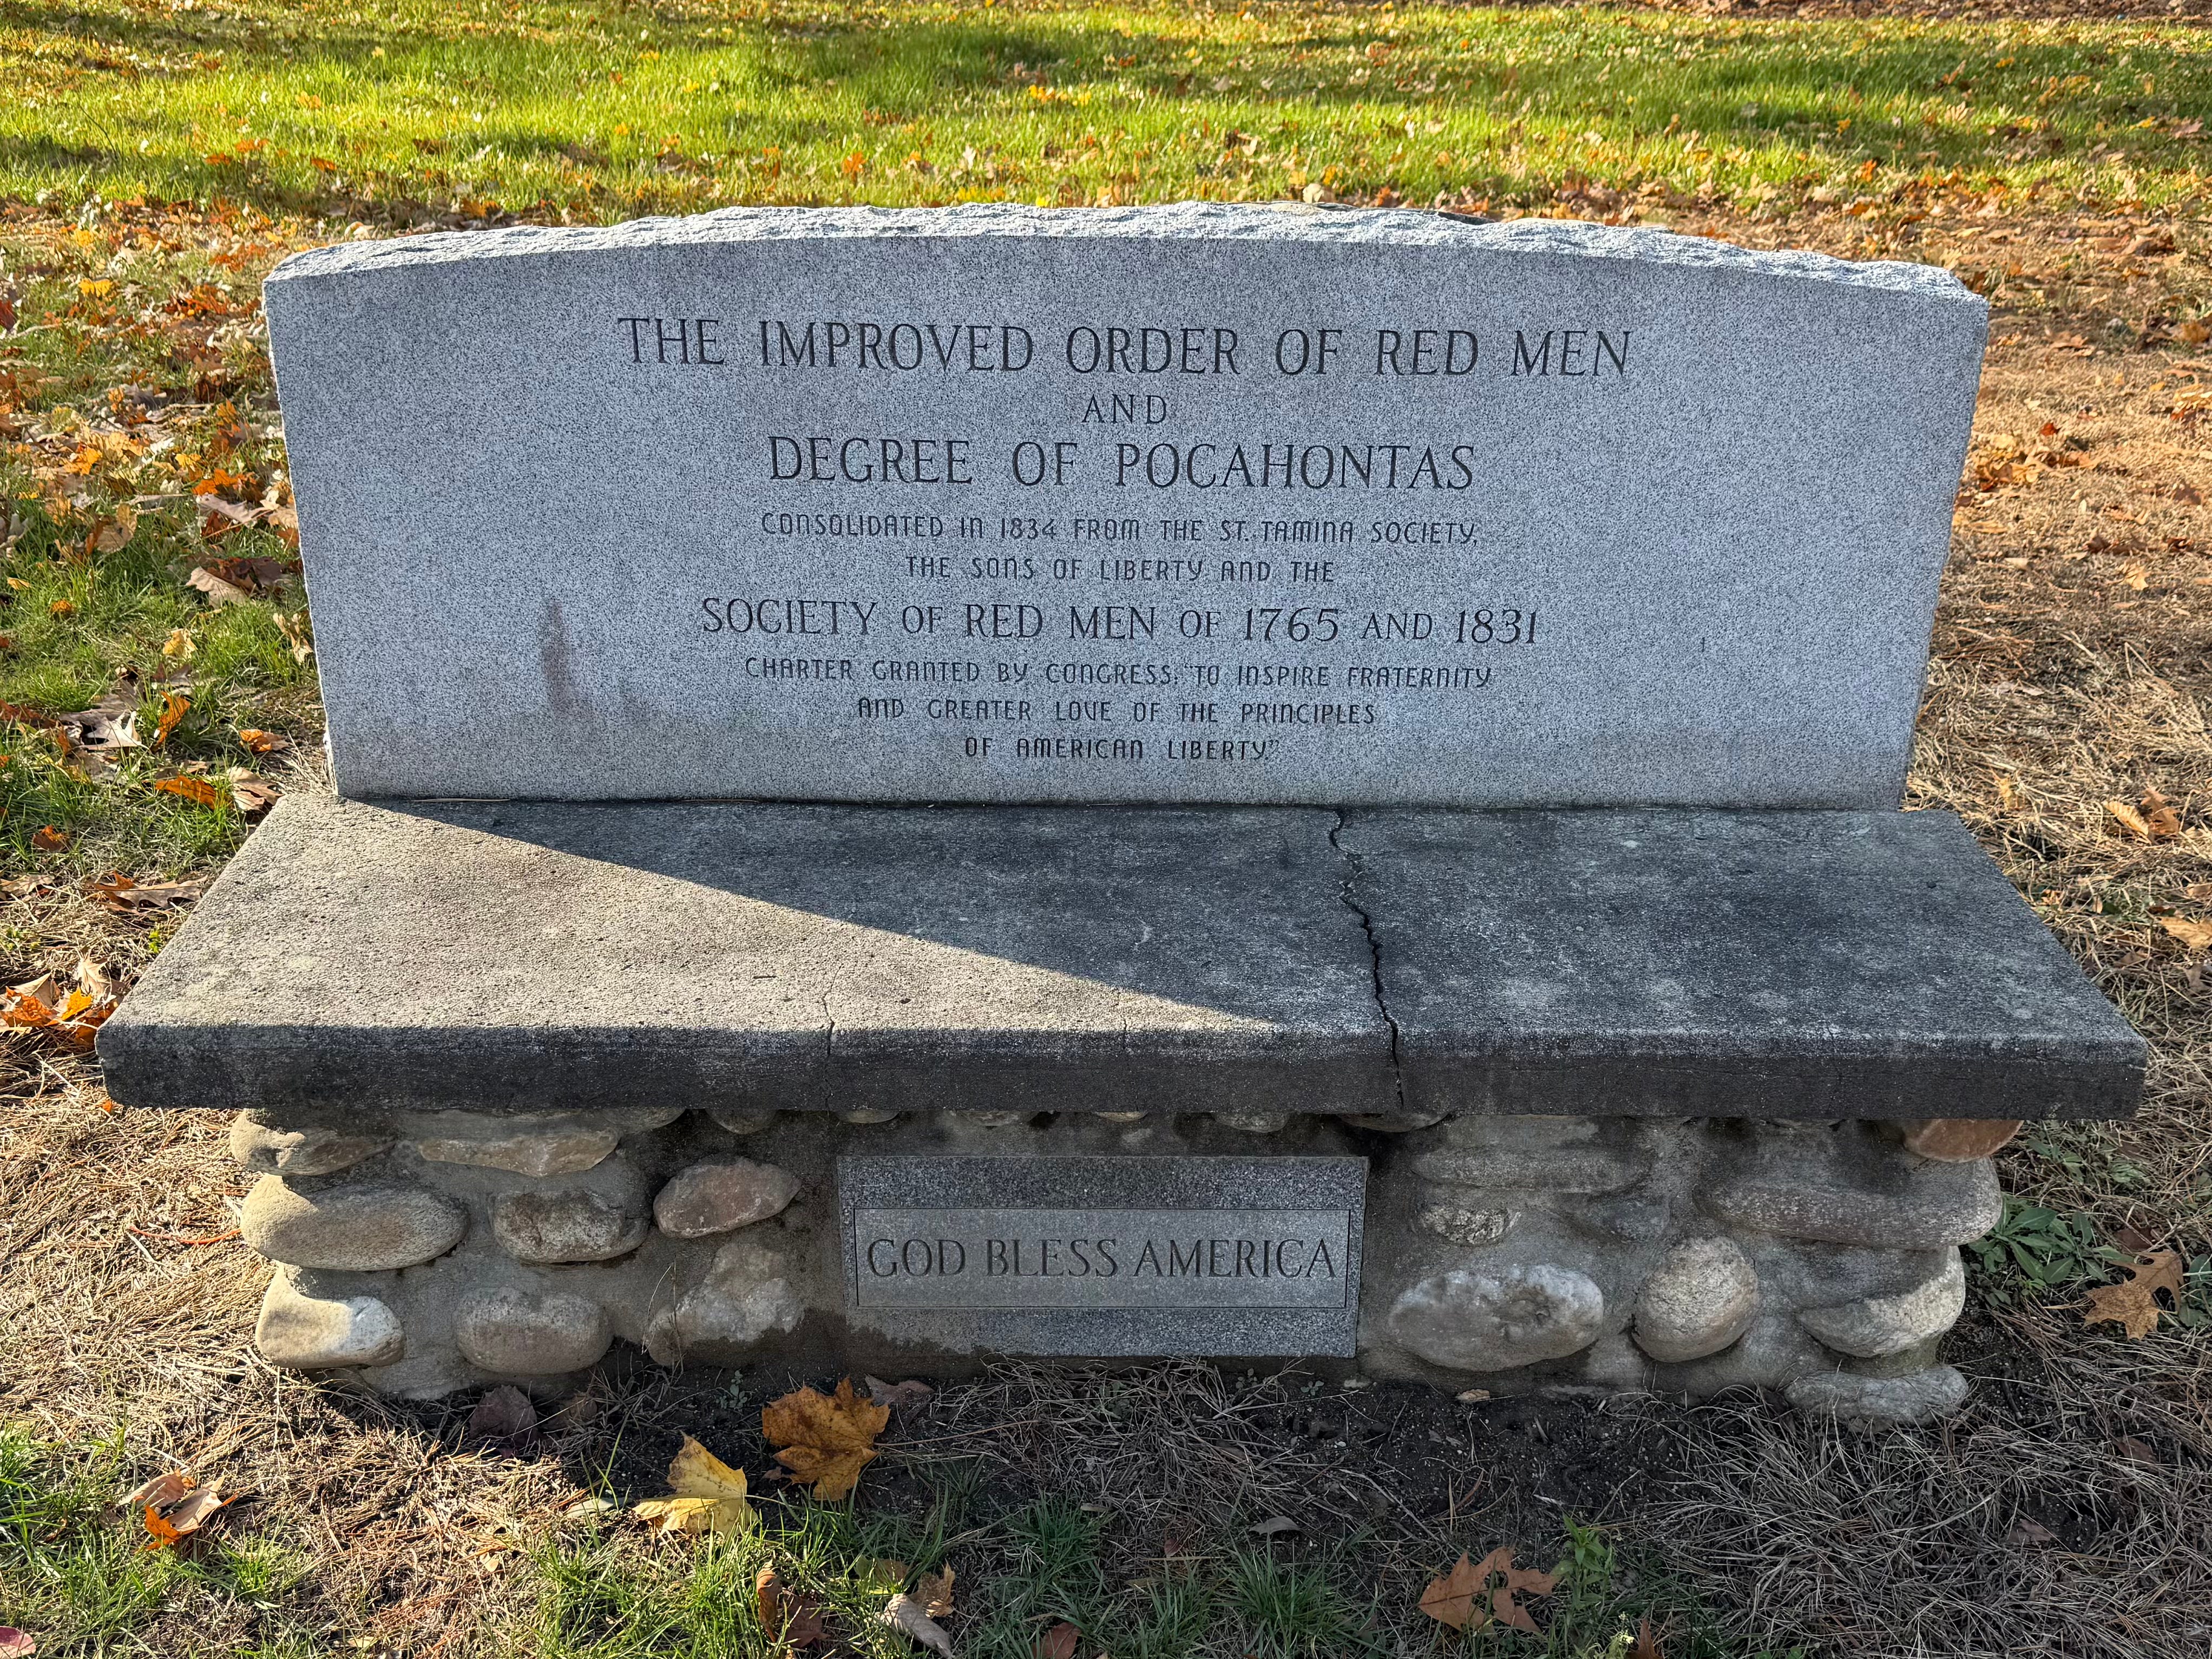 THE IMPROVED ORDER OF RED MEN
AND
DEGREE OF POCAHONTAS
CONSOLIDATED IN 1834 FROM THE ST. TAMINA SOCIETY,
THE SONS OF LIBERTY AND THE
SOCIETY OF RED MEN OF 1765 AND 1831
CHARTER GRANTED BY CONGRESS: "TO INSPIRE FRATERNITY
AND GREATER LOVE OF THE PRINCIPLES
OF AMERICAN LIBERTY."
GOD BLESS AMERICA